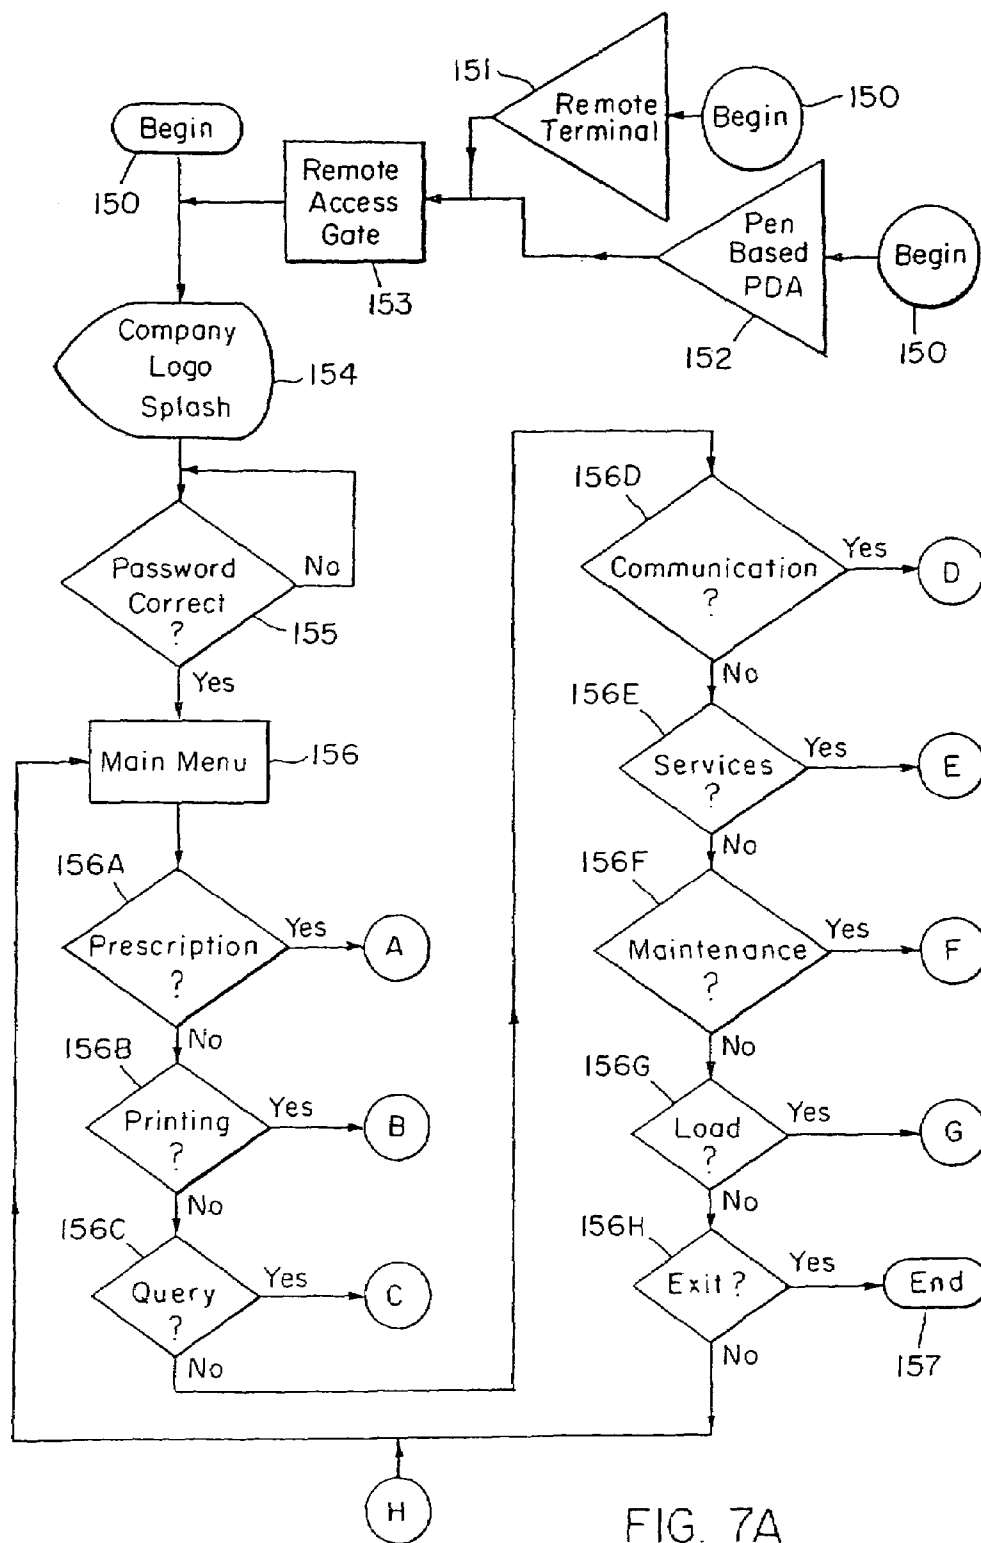 151
Remote
Terminal
Begin
150
Begin
150
Remote
Access
Gate
153
Pen
Based
PDA
152
Begin
150
Company
Logo
Splash
154
Password
Correct
?
No
155
Yes
Main Menu
156
156A
Prescription
?
Yes
A
No
156B
Printing
?
Yes
B
No
156C
Query
?
Yes
C
No
156D
Communication
?
Yes
D
No
156E
Services
?
Yes
E
No
156F
Maintenance
?
Yes
F
No
156G
Load
?
Yes
G
No
156H
Exit?
Yes
End
157
No
H
FIG. 7A